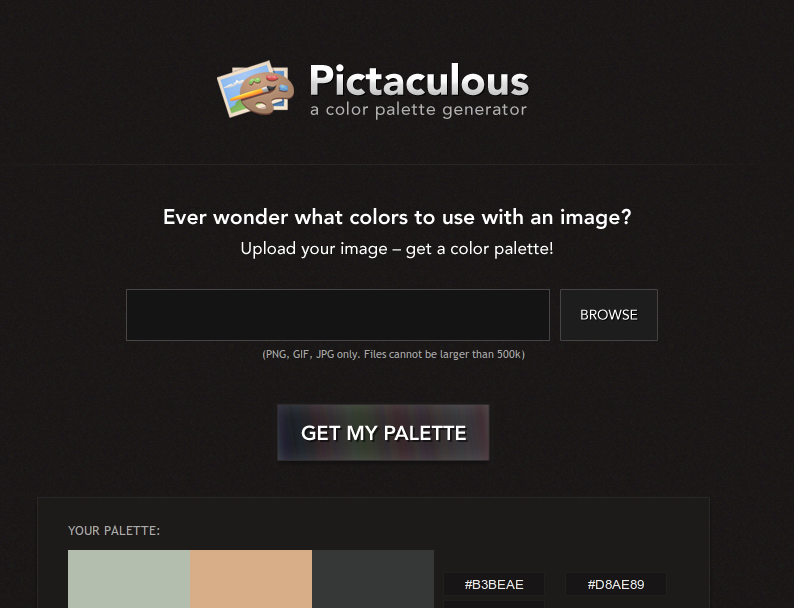 Pictaculous
a color palette generator
Ever wonder what colors to use with an image?
Upload your image – get a color palette!
BROWSE
(PNG, GIF, JPG only. Files cannot be larger than 500k)
GET MY PALETTE
YOUR PALETTE:
#B3BEAE #D8AE89